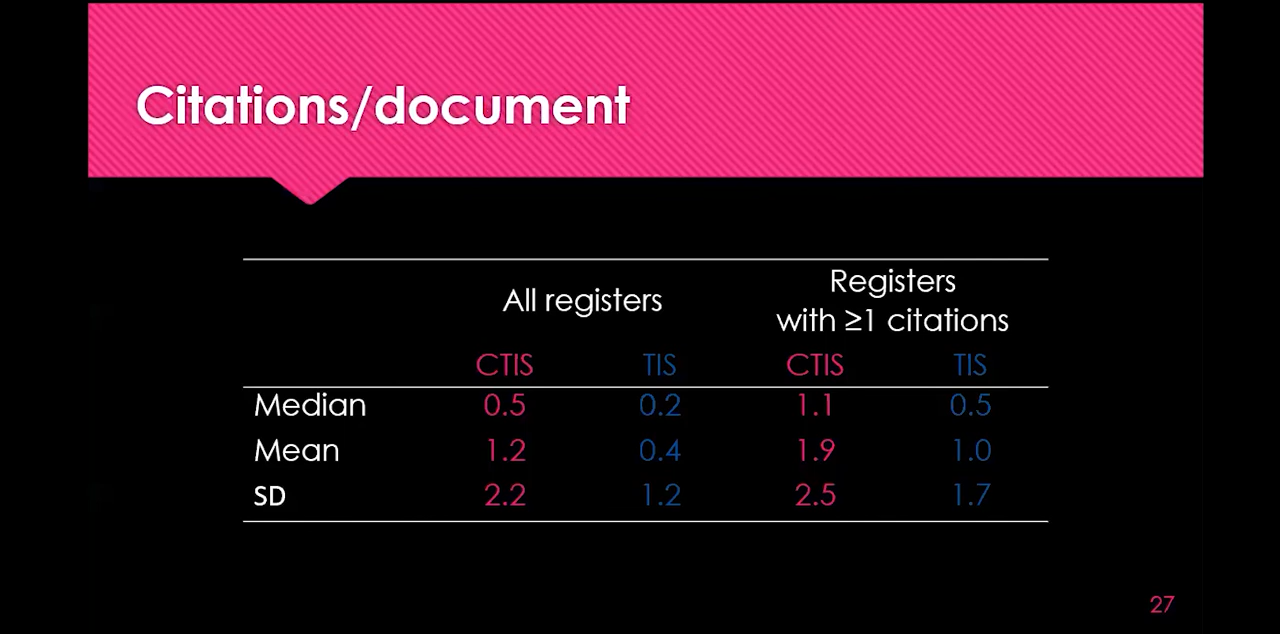 Citations/document
All registers
Registers
with ≥1 citations
CTIS TIS CTIS TIS
Median 0.5 0.2 1.1 0.5
Mean 1.2 0.4 1.9 1.0
SD 2.2 1.2 2.5 1.7
27